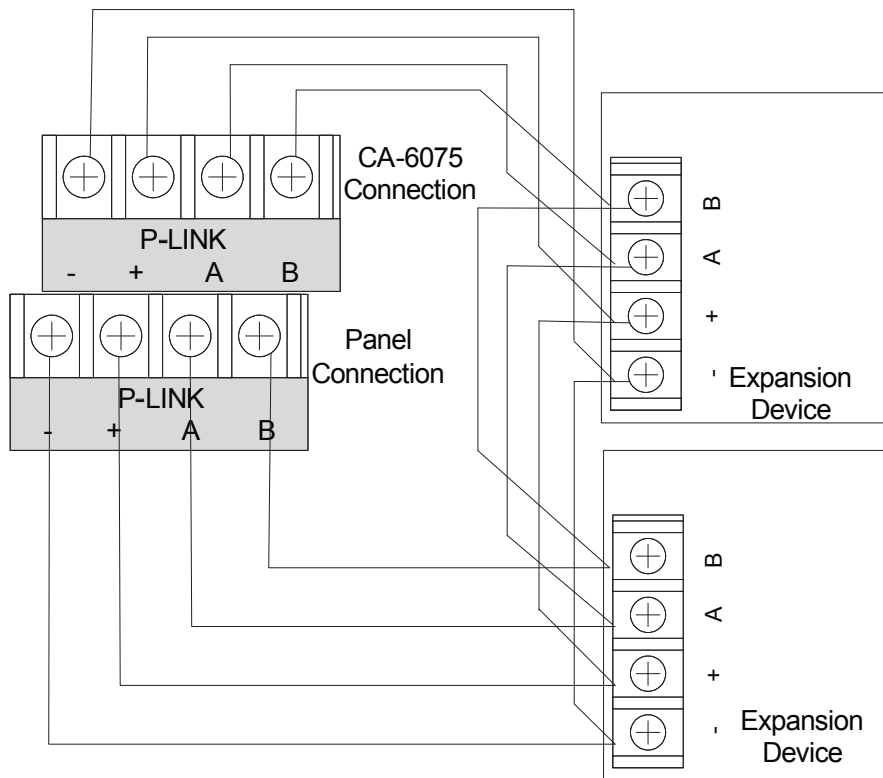 CA-6075
Connection
P-LINK
- + A B
Panel
Connection
P-LINK
- + A B
B
A
+
-
Expansion
Device
B
A
+
-
Expansion
Device